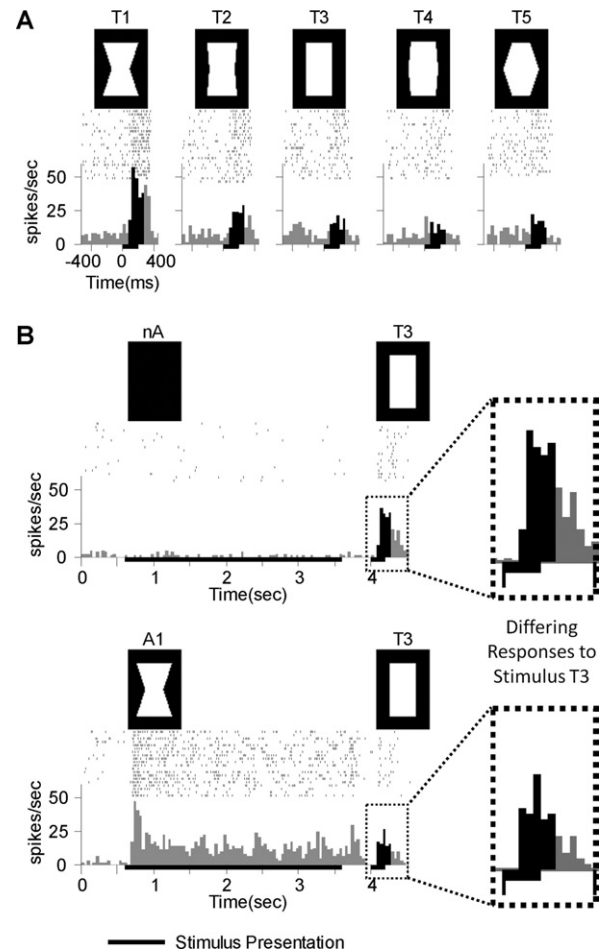 A
T1 T2 T3 T4 T5
50
25
0
spikes/sec
-400 0 400
Time(ms)
B
nA T3
50
25
0
spikes/sec
0 1 2 3 4
Time(sec)
Differing
Responses to
Stimulus T3
A1 T3
50
25
0
spikes/sec
0 1 2 3 4
Time(sec)
Stimulus Presentation